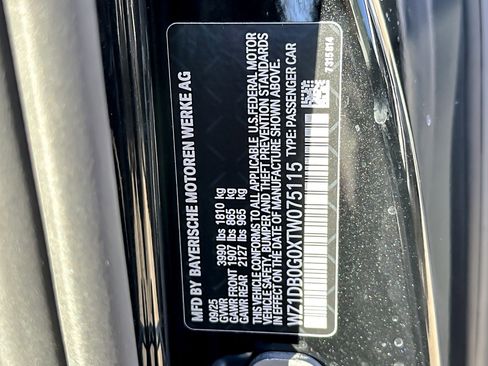 MFD BY BAYERISCHE MOTOREN WERKE AG
09/25
GVWR 3990 lbs 1810 kg
GAWR FRONT 1907 lbs 865 kg
GAWR REAR 2127 lbs 965 kg
THIS VEHICLE CONFORMS TO ALL APPLICABLE U.S. FEDERAL MOTOR
VEHICLE SAFETY, BUMPER, AND THEFT PREVENTION STANDARDS
IN EFFECT ON THE DATE OF MANUFACTURE SHOWN ABOVE.
WZ1DB0G0XTW075115 TYPE: PASSENGER CAR
7315614